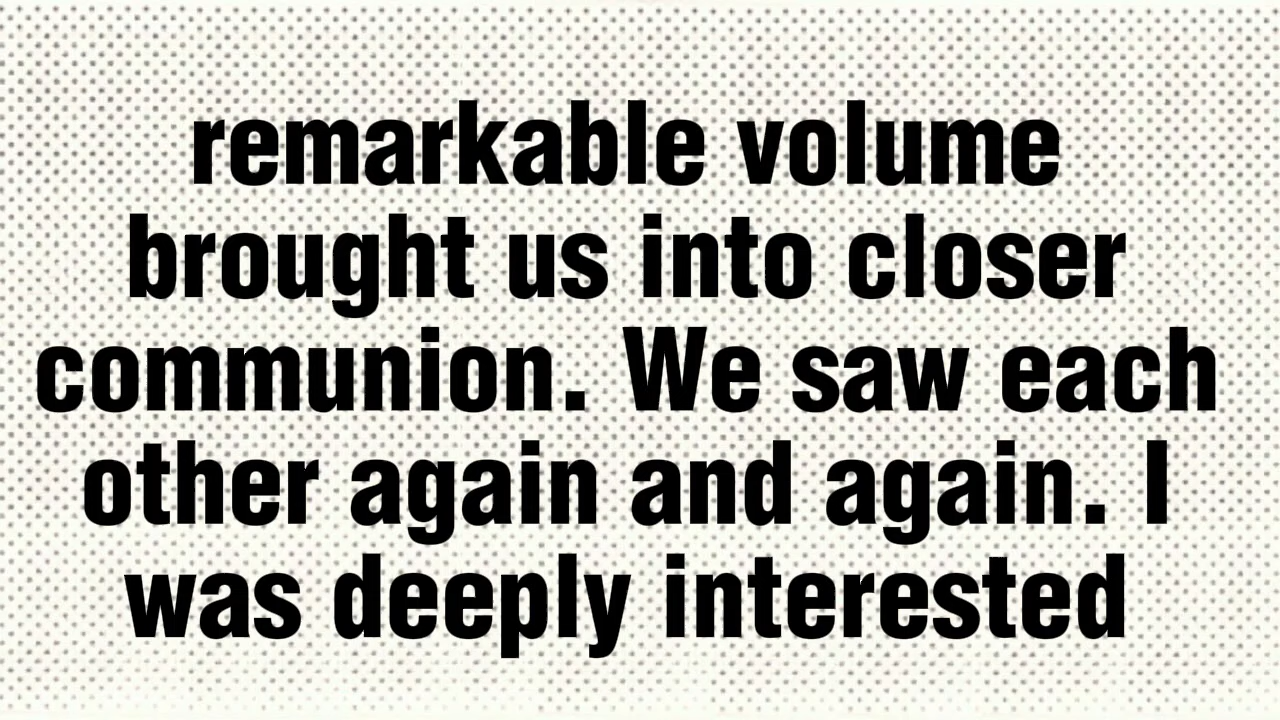 remarkable volume
brought us into closer
communion. We saw each
other again and again. I
was deeply interested